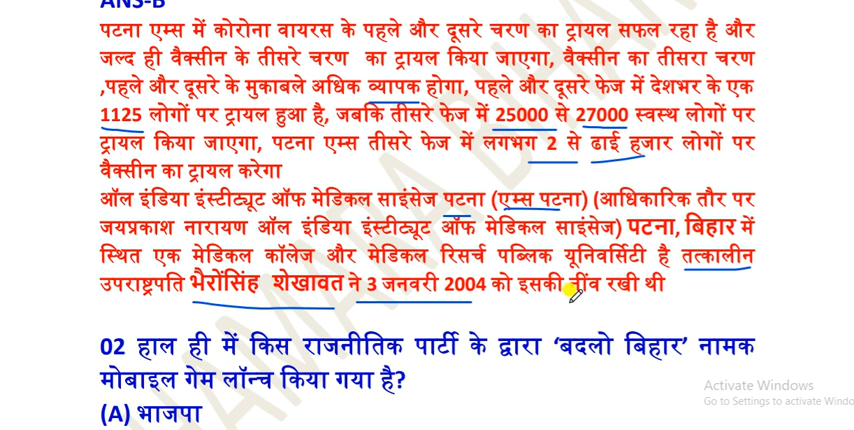 ANS-B
पटना एम्स में कोरोना वायरस के पहले और दूसरे चरण का ट्रायल सफल रहा है और
जल्द ही वैक्सीन के तीसरे चरण का ट्रायल किया जाएगा, वैक्सीन का तीसरा चरण
,पहले और दूसरे के मुकाबले अधिक व्यापक होगा, पहले और दूसरे फेज में देशभर के एक
1125 लोगों पर ट्रायल हुआ है, जबकि तीसरे फेज में 25000 से 27000 स्वस्थ लोगों पर
ट्रायल किया जाएगा, पटना एम्स तीसरे फेज में लगभग 2 से ढाई हजार लोगों पर
वैक्सीन का ट्रायल करेगा
ऑल इंडिया इंस्टीट्यूट ऑफ मेडिकल साइंसेज पटना (एम्स पटना) (आधिकारिक तौर पर
जयप्रकाश नारायण ऑल इंडिया इंस्टीट्यूट ऑफ मेडिकल साइंसेज) पटना, बिहार में
स्थित एक मेडिकल कॉलेज और मेडिकल रिसर्च पब्लिक यूनिवर्सिटी है तत्कालीन
उपराष्ट्रपति भैरोंसिंह शेखावत ने 3 जनवरी 2004 को इसकी नींव रखी थी
02 हाल ही में किस राजनीतिक पार्टी के द्वारा ‘बदलो बिहार’ नामक
मोबाइल गेम लॉन्च किया गया है?
(A) भाजपा
Activate Windows
Go to Settings to activate Windows